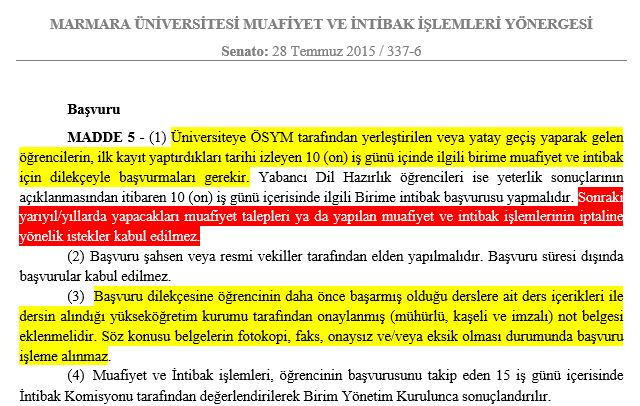 MARMARA ÜNİVERSİTESİ MUAFİYET VE İNTİBAK İŞLEMLERİ YÖNERGESİ
Senato: 28 Temmuz 2015 / 337-6
Başvuru
MADDE 5 - (1) Üniversiteye ÖSYM tarafından yerleştirilen veya yatay geçiş yaparak gelen
öğrencilerin, ilk kayıt yaptırdıkları tarihi izleyen 10 (on) iş günü içinde ilgili birime muafiyet ve intibak
için dilekçeyle başvurmaları gerekir. Yabancı Dil Hazırlık öğrencileri ise yeterlik sonuçlarının
açıklanmasından itibaren 10 (on) iş günü içerisinde ilgili Birime intibak başvurusu yapmalıdır. Sonraki
yarıyıl/yıllarda yapacakları muafiyet talepleri ya da yapılan muafiyet ve intibak işlemlerinin iptaline
yönelik istekler kabul edilmez.
(2) Başvuru şahsen veya resmi vekiller tarafından elden yapılmalıdır. Başvuru süresi dışında
başvurular kabul edilmez.
(3) Başvuru dilekçesine öğrencinin daha önce başarmış olduğu derslere ait ders içerikleri ile
dersin alındığı yükseköğretim kurumu tarafından onaylanmış (mühürlü, kaşeli ve imzalı) not belgesi
eklenmelidir. Söz konusu belgelerin fotokopi, faks, onaysız ve/veya eksik olması durumunda başvuru
işleme alınmaz.
(4) Muafiyet ve İntibak işlemleri, öğrencinin başvurusunu takip eden 15 iş günü içerisinde
İntibak Komisyonu tarafından değerlendirilerek Birim Yönetim Kurulunca sonuçlandırılır.